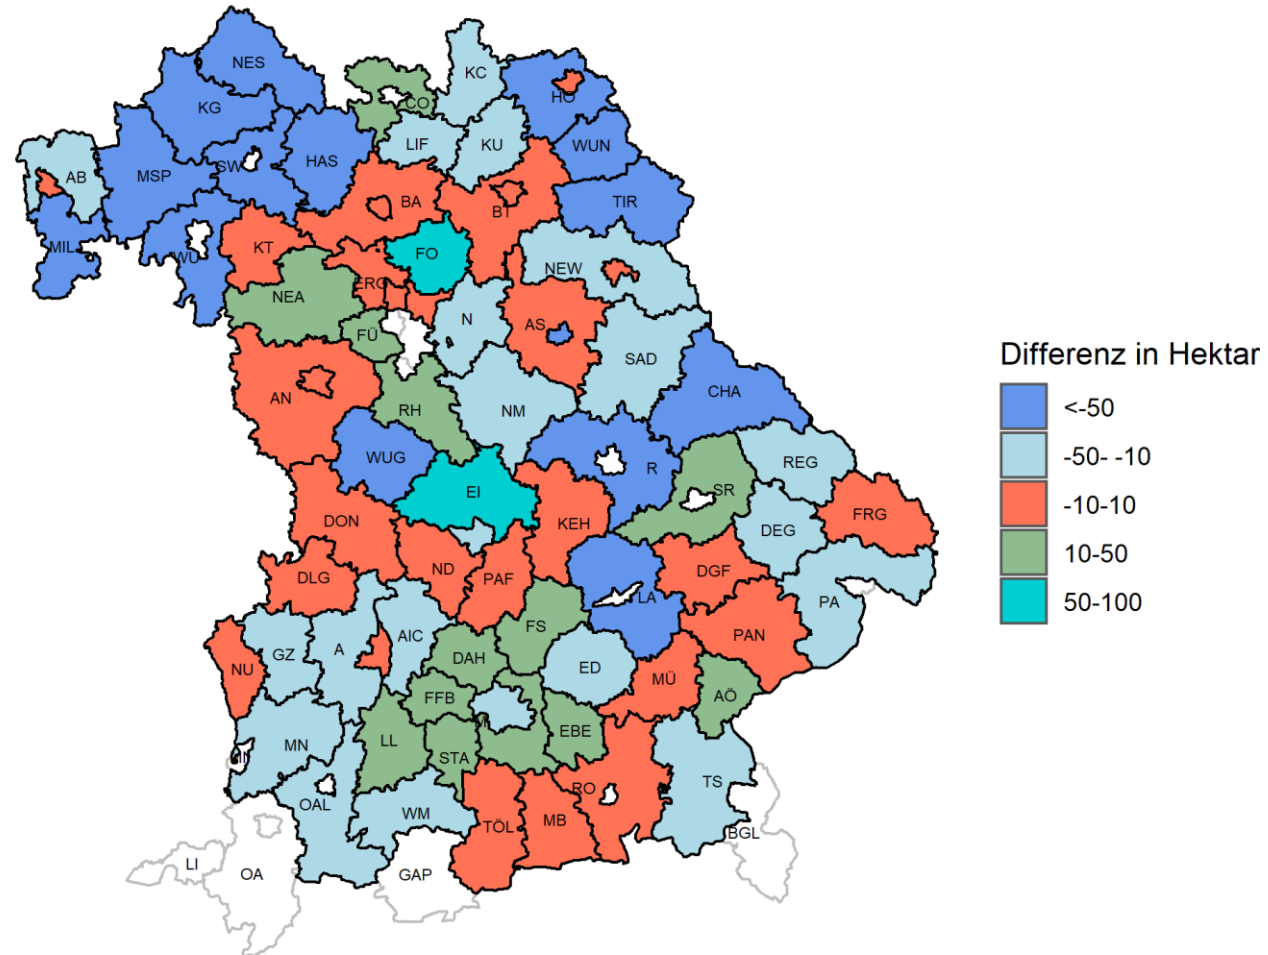 NES
KC
KG
CO
HO
LIF
KU
WUN
SW
HAS
AB
MSP
BA
BT
TIR
MIL
WÜ
KT
FO
NEW
ERC
NEA
N
AS
FÜ
SAD
Differenz in Hektar
AN
RH
NM
CHA
<-50
WUG
R
REG
-50- -10
EI
SR
DON
KEH
DEG
FRG
-10-10
DLG
ND
PAF
DGF
10-50
LA
PA
AIC
FS
PAN
50-100
GZ
A
DAH
ED
NU
FFB
MÜ
AÖ
M
LL
EBE
MN
STA
TS
OAL
WM
RO
TÖL
MB
BGL
LI
OA
GAP